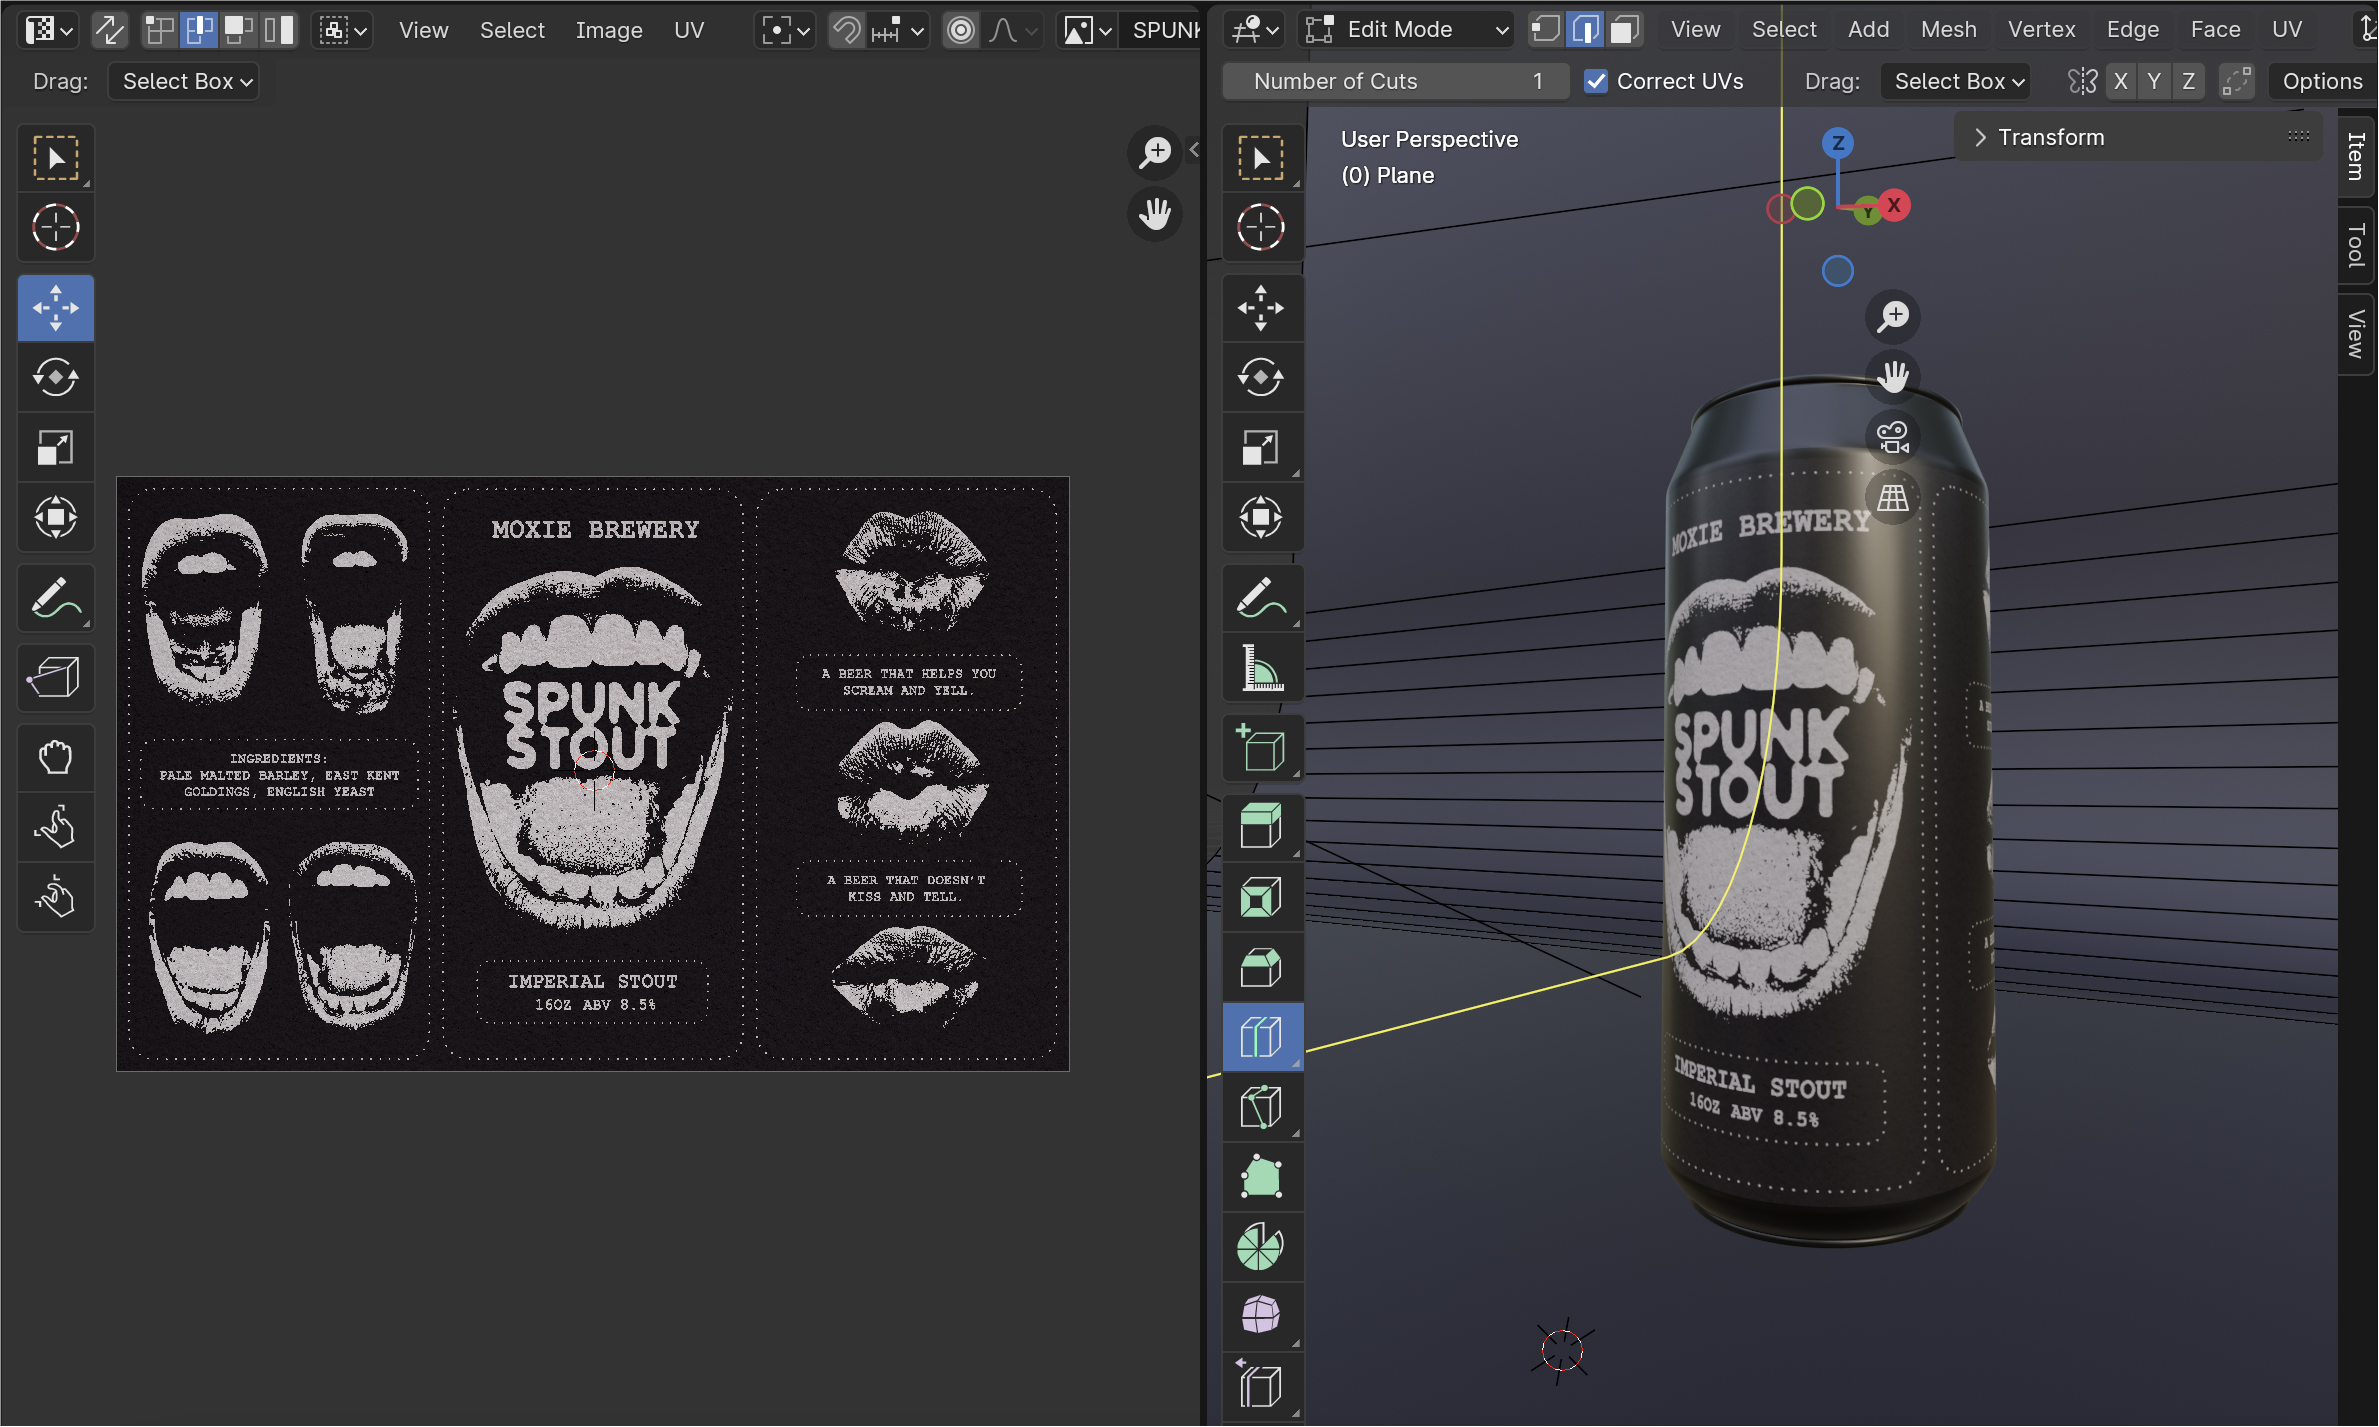 View Select Image UV SPUNK
Drag: Select Box
Edit Mode View Select Add Mesh Vertex Edge Face UV
Number of Cuts 1 Correct UVs Drag: Select Box X Y Z Options
User Perspective
(0) Plane
Transform
Item
Tool
View
Z
Y
X
MOXIE BREWERY
SPUNK
STOUT
IMPERIAL STOUT
16OZ ABV 8.5%
INGREDIENTS:
PALE MALTED BARLEY, EAST KENT
GOLDINGS, ENGLISH YEAST
A BEER THAT HELPS YOU
SCREAM AND YELL.
A BEER THAT DOESN'T
KISS AND TELL.
MOXIE BREWERY
SPUNK
STOUT
IMPERIAL STOUT
16OZ ABV 8.5%